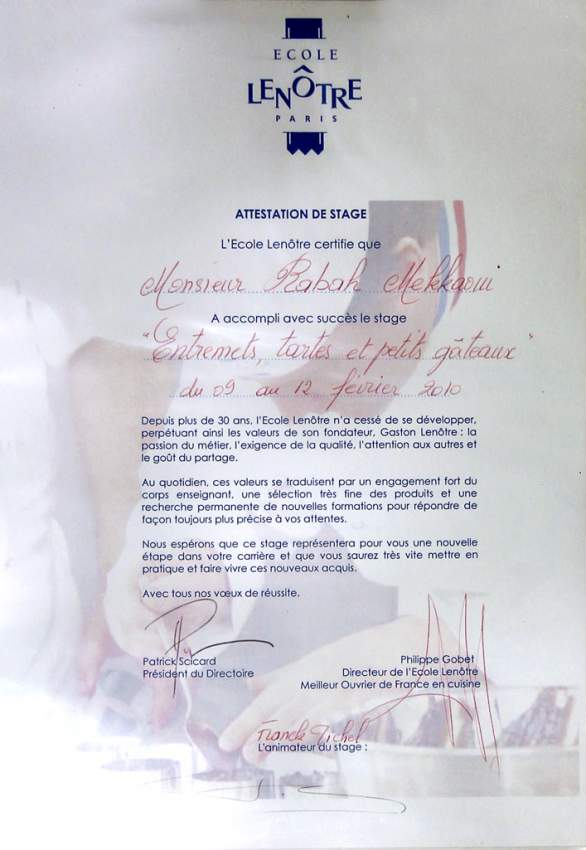 ECOLE
LENÔTRE
PARIS
ATTESTATION DE STAGE
L'Ecole Lenôtre certifie que
Monsieur Rabah Mekkaoui
A accompli avec succès le stage
"Entremets, tartes et petits gâteaux"
du 09 au 12 février 2010
Depuis plus de 30 ans, l'Ecole Lenôtre n'a cessé de se développer,
perpétuant ainsi les valeurs de son fondateur, Gaston Lenôtre : la
passion du métier, l'exigence de la qualité, l'attention aux autres et
le goût du partage.
Au quotidien, ces valeurs se traduisent par un engagement fort du
corps enseignant, une sélection très fine des produits et une
recherche permanente de nouvelles formations pour répondre de
façon toujours plus précise à vos attentes.
Nous espérons que ce stage représentera pour vous une nouvelle
étape dans votre carrière et que vous saurez très vite mettre en
pratique et faire vivre ces nouveaux acquis.
Avec tous nos vœux de réussite.
Patrick Scicard
Président du Directoire
Philippe Gobet
Directeur de l'Ecole Lenôtre
Meilleur Ouvrier de France en cuisine
Franck Michel
L'animateur du stage :